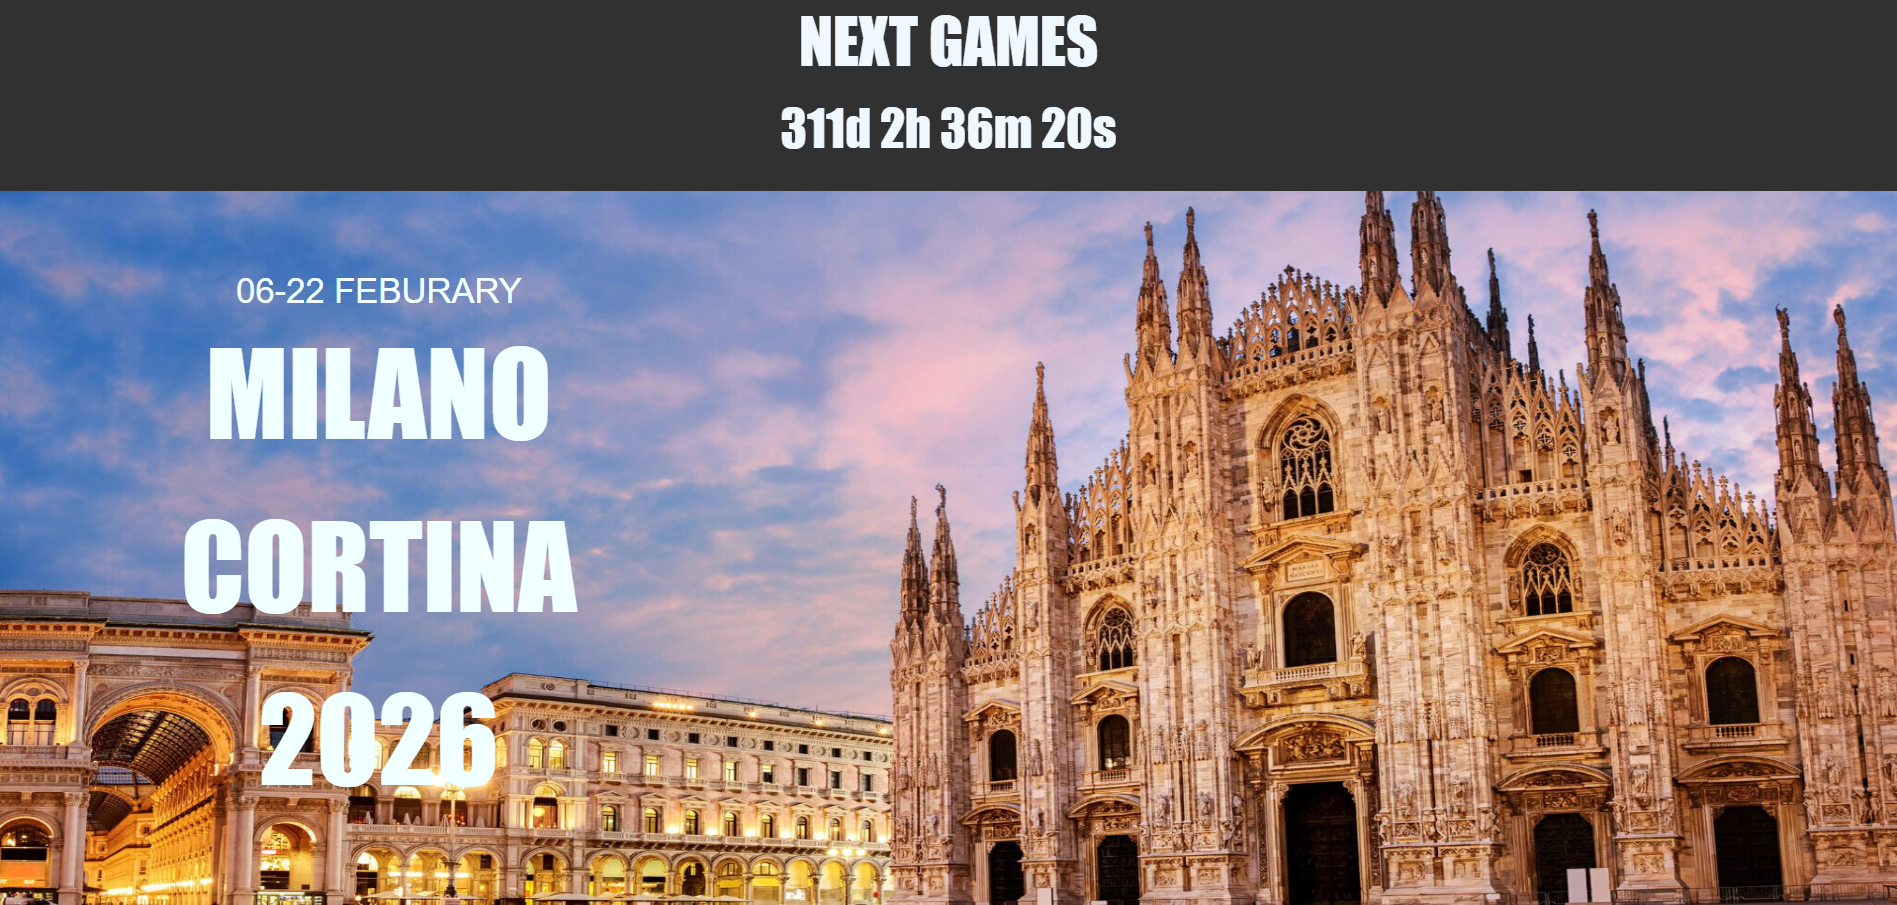 NEXT GAMES
311d 2h 36m 20s
06-22 FEBURARY
MILANO
CORTINA
2026